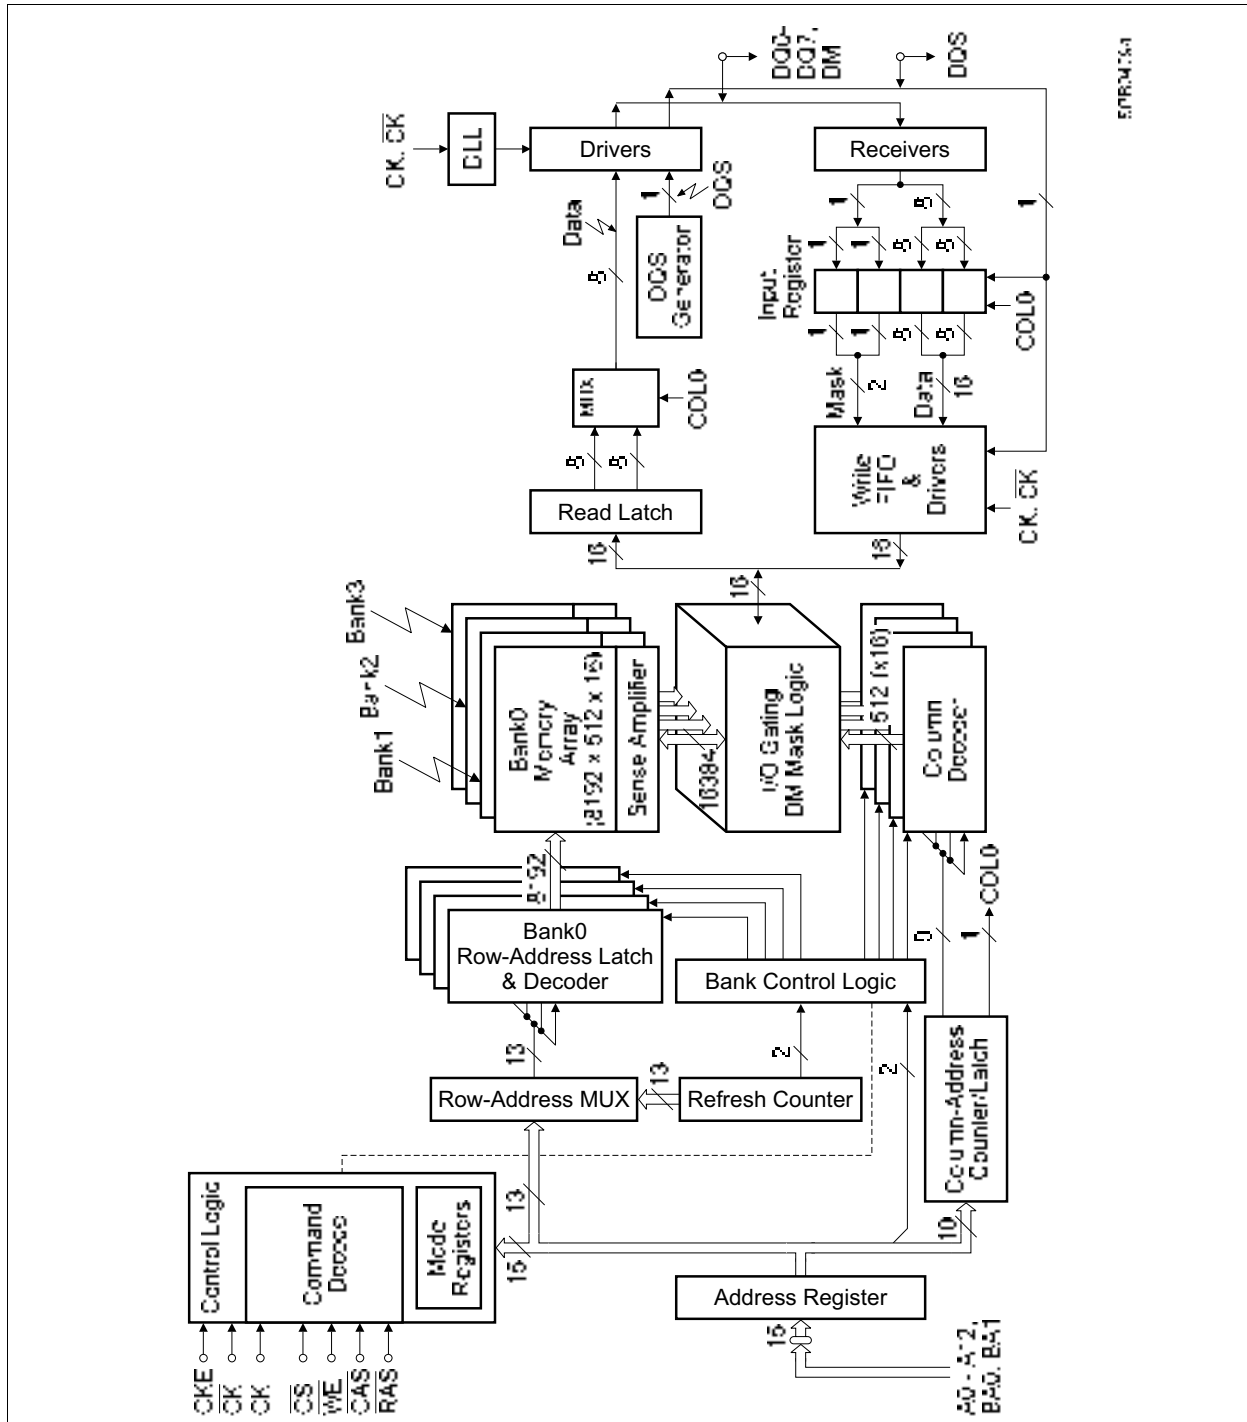 DQ0-
DQ7,
DM
DQS
CK, CK
DLL
Drivers
Receivers
Data
8
1
DQS
DQS
Generator
1
8
1
1
1
8
8
Input
Register
1
1
8
8
COL0
MUX
COL0
Mask
2
Data
16
8
8
Read Latch
Write
FIFO
&
Drivers
CK, CK
16
16
16
Bank3
Bank2
Bank1
Bank0
Memory
Array
(8192 x 512 x 16)
Sense Amplifier
16384
I/O Gating
DM Mask Logic
512 (x16)
Column
Decoder
8192
COL0
Bank0
Row-Address Latch
& Decoder
Bank Control Logic
9
1
13
2
2
Row-Address MUX
13
Refresh Counter
Column-Address
Counter/Latch
Control Logic
Command
Decode
Mode
Registers
13
15
10
Address Register
15
CKE
CK
CK
CS
WE
CAS
RAS
A0 - A12,
BA0, BA1